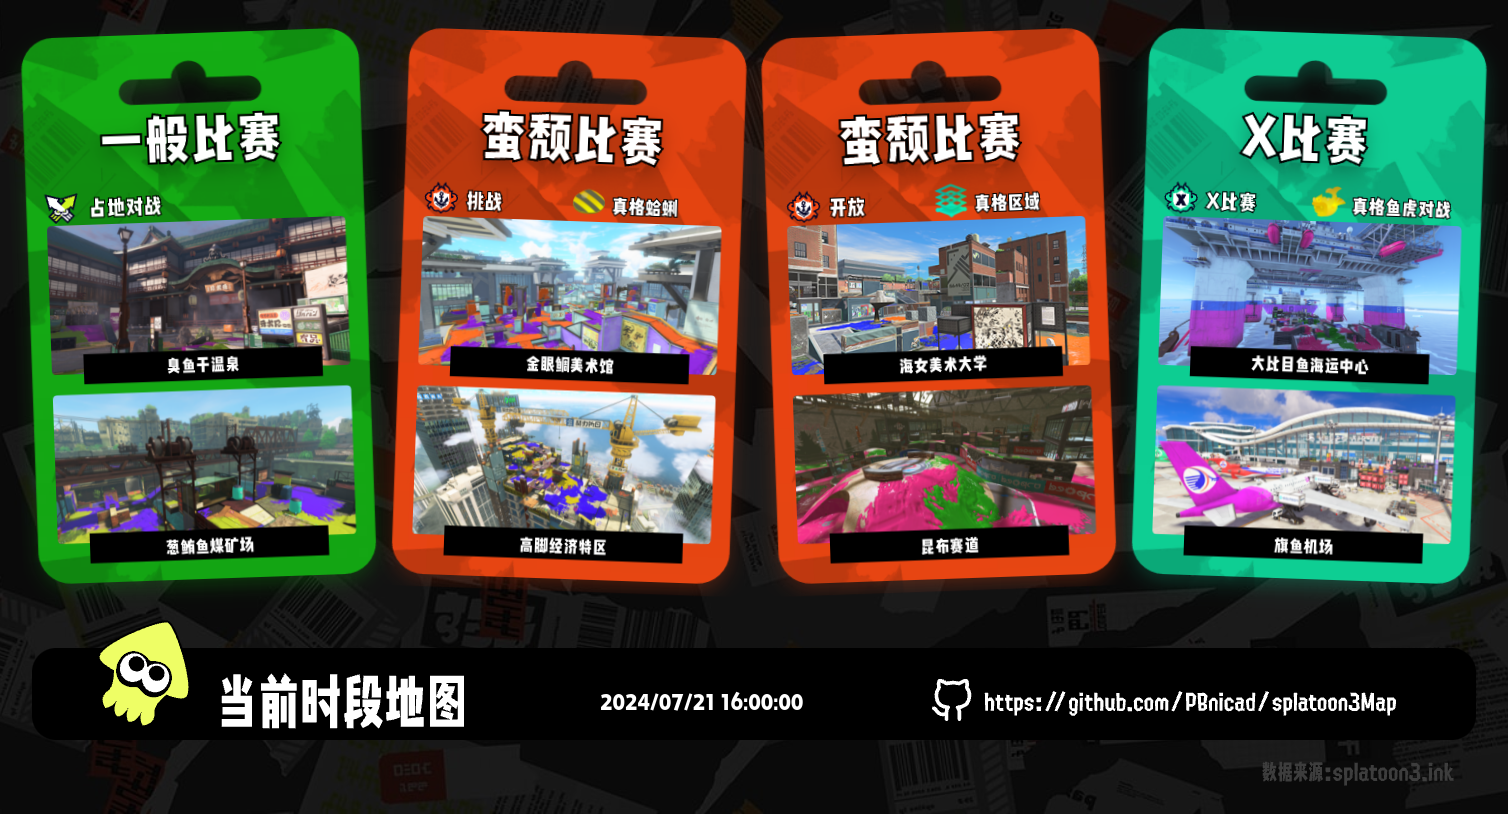 一般比赛
占地对战
臭鱼干温泉
葱鲔鱼煤矿场
蛮颓比赛
挑战
真格蛤蜊
金眼鲷美术馆
高脚经济特区
蛮颓比赛
开放
真格区域
海女美术大学
昆布赛道
X比赛
X比赛
真格鱼虎对战
大比目鱼海运中心
旗鱼机场
当前时段地图
2024/07/21 16:00:00
https://github.com/PBnicad/splatoon3Map
数据来源:splatoon3.ink